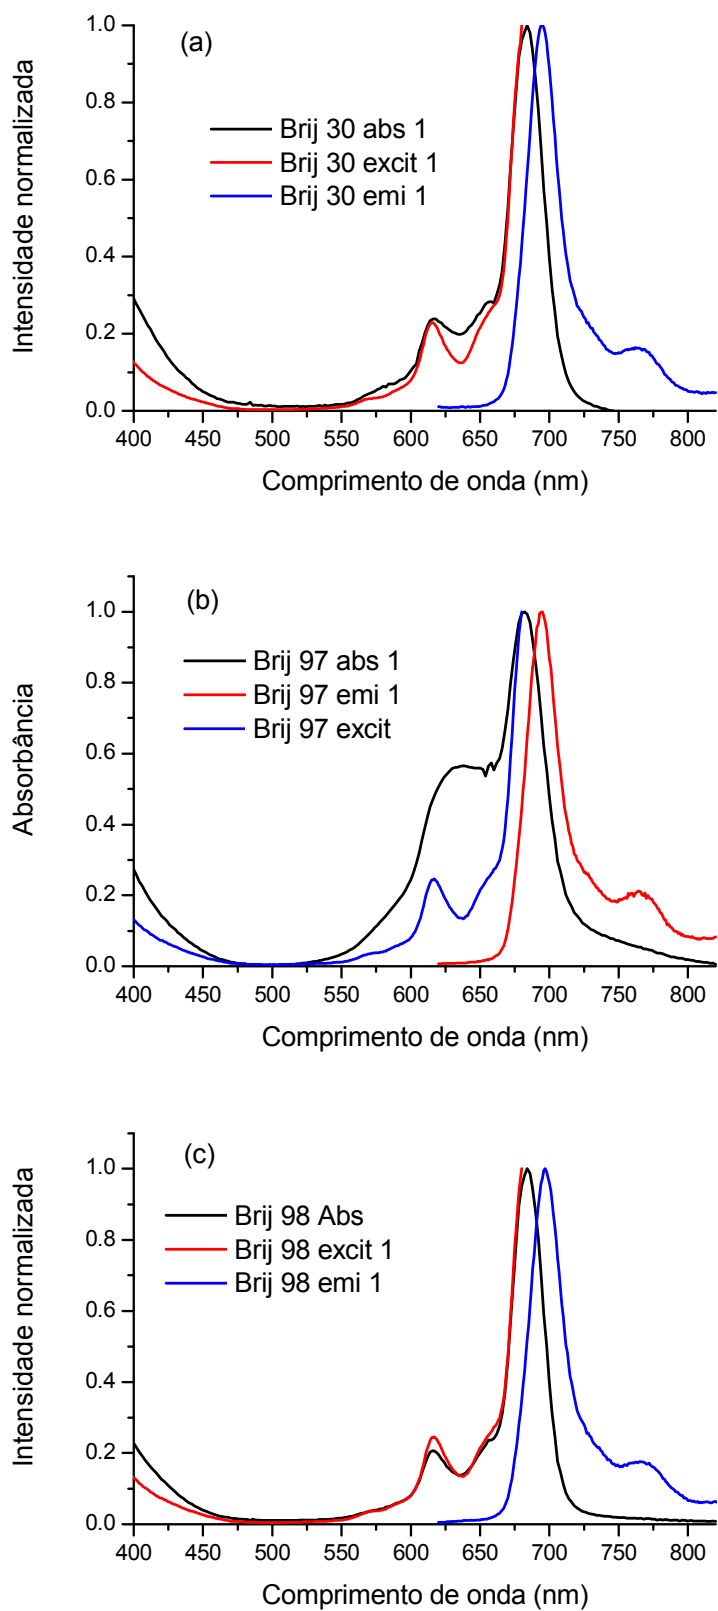 (a)
Intensidade normalizada
1.0
0.8
0.6
0.4
0.2
0.0
Brij 30 abs 1
Brij 30 excit 1
Brij 30 emi 1
400 450 500 550 600 650 700 750 800
Comprimento de onda (nm)
(b)
Absorbância
1.0
0.8
0.6
0.4
0.2
0.0
Brij 97 abs 1
Brij 97 emi 1
Brij 97 excit
400 450 500 550 600 650 700 750 800
Comprimento de onda (nm)
(c)
Intensidade normalizada
1.0
0.8
0.6
0.4
0.2
0.0
Brij 98 Abs
Brij 98 excit 1
Brij 98 emi 1
400 450 500 550 600 650 700 750 800
Comprimento de onda (nm)